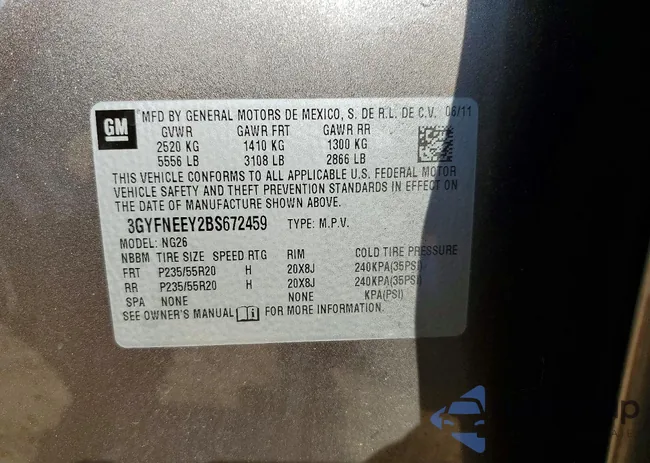 GM
MFD BY GENERAL MOTORS DE MEXICO, S. DE R.L. DE C.V. 06/11
GVWR GAWR FRT GAWR RR
2520 KG 1410 KG 1300 KG
5556 LB 3108 LB 2866 LB
THIS VEHICLE CONFORMS TO ALL APPLICABLE U.S. FEDERAL MOTOR
VEHICLE SAFETY AND THEFT PREVENTION STANDARDS IN EFFECT ON
THE DATE OF MANUFACTURE SHOWN ABOVE.
3GYFNEEY2BS672459 TYPE: M.P.V.
MODEL: NG26
NBBM TIRE SIZE SPEED RTG RIM COLD TIRE PRESSURE
FRT P235/55R20 H 20X8J 240KPA(35PSI)
RR P235/55R20 H 20X8J 240KPA(35PSI)
SPA NONE NONE KPA(PSI)
SEE OWNER'S MANUAL FOR MORE INFORMATION.